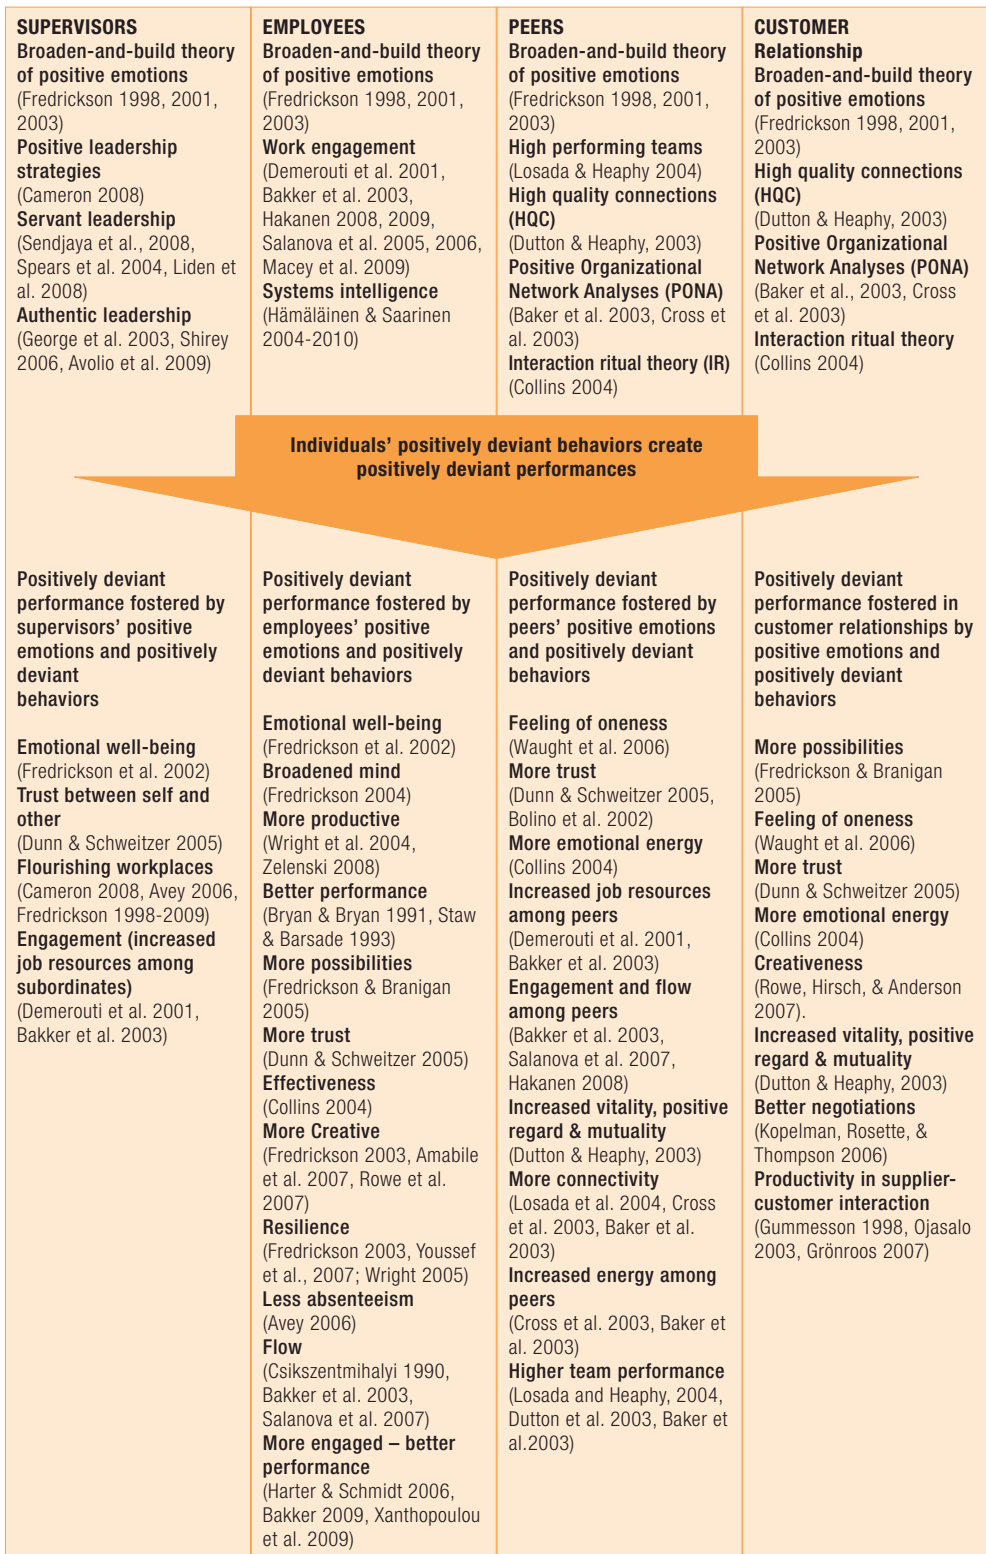 SUPERVISORS
Broaden-and-build theory
of positive emotions
(Fredrickson 1998, 2001,
2003)
Positive leadership
strategies
(Cameron 2008)
Servant leadership
(Sendjaya et al., 2008,
Spears et al. 2004, Liden et
al. 2008)
Authentic leadership
(George et al. 2003, Shirey
2006, Avolio et al. 2009)
EMPLOYEES
Broaden-and-build theory
of positive emotions
(Fredrickson 1998, 2001,
2003)
Work engagement
(Demerouti et al. 2001,
Bakker et al. 2003,
Hakanen 2008, 2009,
Salanova et al. 2005, 2006,
Macey et al. 2009)
Systems intelligence
(Hämäläinen & Saarinen
2004-2010)
PEERS
Broaden-and-build theory
of positive emotions
(Fredrickson 1998, 2001,
2003)
High performing teams
(Losada & Heaphy 2004)
High quality connections
(HQC)
(Dutton & Heaphy, 2003)
Positive Organizational
Network Analyses (PONA)
(Baker et al. 2003, Cross et
al. 2003)
Interaction ritual theory (IR)
(Collins 2004)
CUSTOMER
Relationship
Broaden-and-build theory
of positive emotions
(Fredrickson 1998, 2001,
2003)
High quality connections
(HQC)
(Dutton & Heaphy, 2003)
Positive Organizational
Network Analyses (PONA)
(Baker et al., 2003, Cross
et al. 2003)
Interaction ritual theory
(Collins 2004)
Individuals’ positively deviant behaviors create
positively deviant performances
Positively deviant
performance fostered by
supervisors’ positive
emotions and positively
deviant
behaviors
Emotional well-being
(Fredrickson et al. 2002)
Trust between self and
other
(Dunn & Schweitzer 2005)
Flourishing workplaces
(Cameron 2008, Avey 2006,
Fredrickson 1998-2009)
Engagement (increased
job resources among
subordinates)
(Demerouti et al. 2001,
Bakker et al. 2003)
Positively deviant
performance fostered by
employees’ positive
emotions and positively
deviant behaviors
Emotional well-being
(Fredrickson et al. 2002)
Broadened mind
(Fredrickson 2004)
More productive
(Wright et al. 2004,
Zelenski 2008)
Better performance
(Bryan & Bryan 1991, Staw
& Barsade 1993)
More possibilities
(Fredrickson & Branigan
2005)
More trust
(Dunn & Schweitzer 2005)
Effectiveness
(Collins 2004)
More Creative
(Fredrickson 2003, Amabile
et al. 2007, Rowe et al.
2007)
Resilience
(Fredrickson 2003, Youssef
et al., 2007; Wright 2005)
Less absenteeism
(Avey 2006)
Flow
(Csikszentmihalyi 1990,
Bakker et al. 2003,
Salanova et al. 2007)
More engaged – better
performance
(Harter & Schmidt 2006,
Bakker 2009, Xanthopoulou
et al. 2009)
Positively deviant
performance fostered by
peers’ positive emotions
and positively deviant
behaviors
Feeling of oneness
(Waught et al. 2006)
More trust
(Dunn & Schweitzer 2005,
Bolino et al. 2002)
More emotional energy
(Collins 2004)
Increased job resources
among peers
(Demerouti et al. 2001,
Bakker et al. 2003)
Engagement and flow
among peers
(Bakker et al. 2003,
Salanova et al. 2007,
Hakanen 2008)
Increased vitality, positive
regard & mutuality
(Dutton & Heaphy, 2003)
More connectivity
(Losada et al. 2004, Cross
et al. 2003, Baker et al.
2003)
Increased energy among
peers
(Cross et al. 2003, Baker et
al. 2003)
Higher team performance
(Losada and Heaphy, 2004,
Dutton et al. 2003, Baker et
al.2003)
Positively deviant
performance fostered in
customer relationships by
positive emotions and
positively deviant
behaviors
More possibilities
(Fredrickson & Branigan
2005)
Feeling of oneness
(Waught et al. 2006)
More trust
(Dunn & Schweitzer 2005)
More emotional energy
(Collins 2004)
Creativeness
(Rowe, Hirsch, & Anderson
2007).
Increased vitality, positive
regard & mutuality
(Dutton & Heaphy, 2003)
Better negotiations
(Kopelman, Rosette, &
Thompson 2006)
Productivity in supplier-
customer interaction
(Gummesson 1998, Ojasalo
2003, Grönroos 2007)